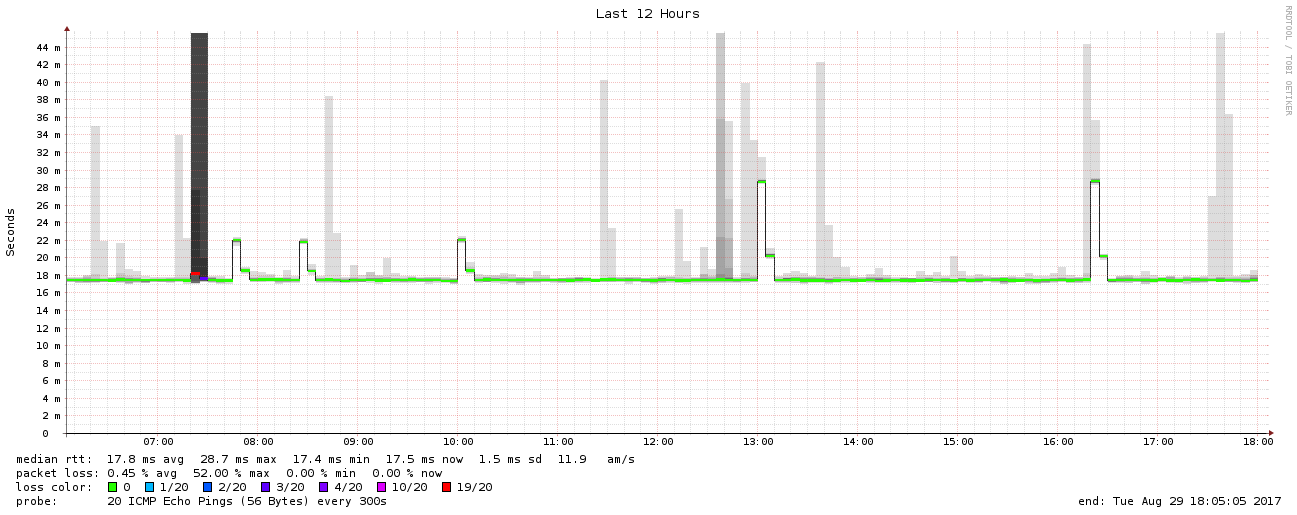 Last 12 Hours
RRDTOOL / TOBI OETIKER
Seconds
44 m
42 m
40 m
38 m
36 m
34 m
32 m
30 m
28 m
26 m
24 m
22 m
20 m
18 m
16 m
14 m
12 m
10 m
8 m
6 m
4 m
2 m
0
07:00 08:00 09:00 10:00 11:00 12:00 13:00 14:00 15:00 16:00 17:00 18:00
median rtt: 17.8 ms avg 28.7 ms max 17.4 ms min 17.5 ms now 1.5 ms sd 11.9 am/s
packet loss: 0.45 % avg 52.00 % max 0.00 % min 0.00 % now
loss color: 0 1/20 2/20 3/20 4/20 10/20 19/20
probe: 20 ICMP Echo Pings (56 Bytes) every 300s end: Tue Aug 29 18:05:05 2017